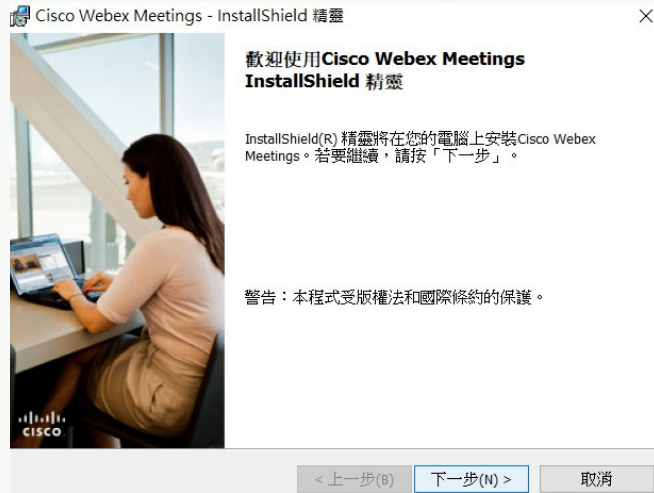 Cisco Webex Meetings - InstallShield 精靈
歡迎使用Cisco Webex Meetings
InstallShield 精靈
InstallShield(R) 精靈將在您的電腦上安裝Cisco Webex
Meetings。若要繼續，請按「下一步」。
警告：本程式受版權法和國際條約的保護。
CISCO
< 上一步(B)
下一步(N) >
取消